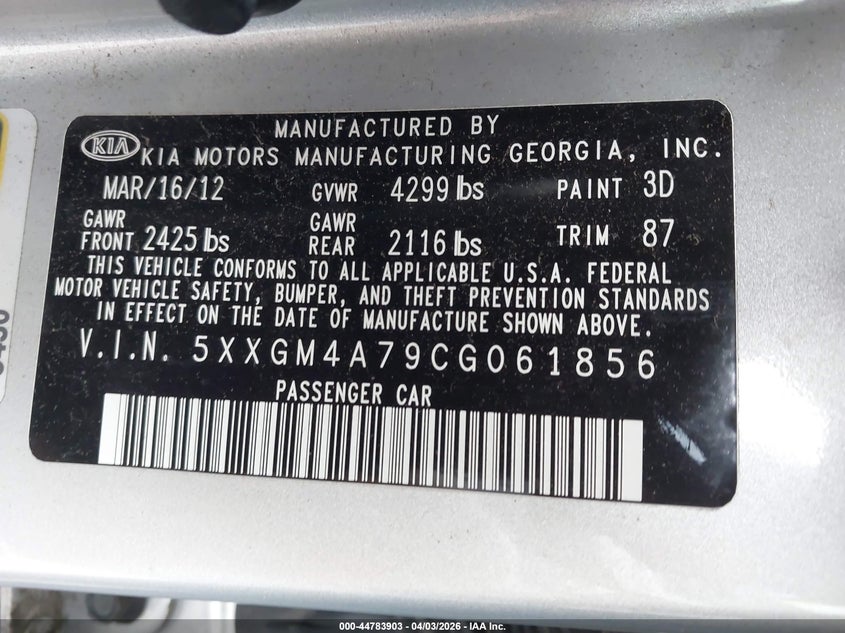 MANUFACTURED BY
KIA KIA MOTORS MANUFACTURING GEORGIA, INC.
MAR/16/12 GVWR 4299 lbs PAINT 3D
GAWR FRONT 2425 lbs GAWR REAR 2116 lbs TRIM 87
THIS VEHICLE CONFORMS TO ALL APPLICABLE U.S.A. FEDERAL
MOTOR VEHICLE SAFETY, BUMPER, AND THEFT PREVENTION STANDARDS
IN EFFECT ON THE DATE OF MANUFACTURE SHOWN ABOVE.
V.I.N. 5XXGM4A79CG061856
PASSENGER CAR
000-44783903 - 04/03/2026 - IAA Inc.